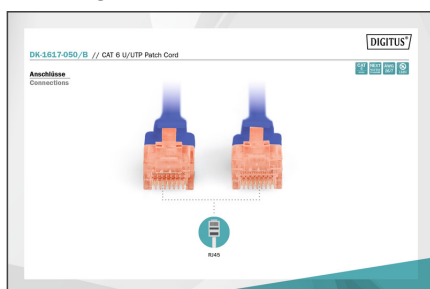 DIGITUS®
DK-1617-050/B // CAT 6 U/UTP Patch Cord
Anschlüsse
Connections
RJ45